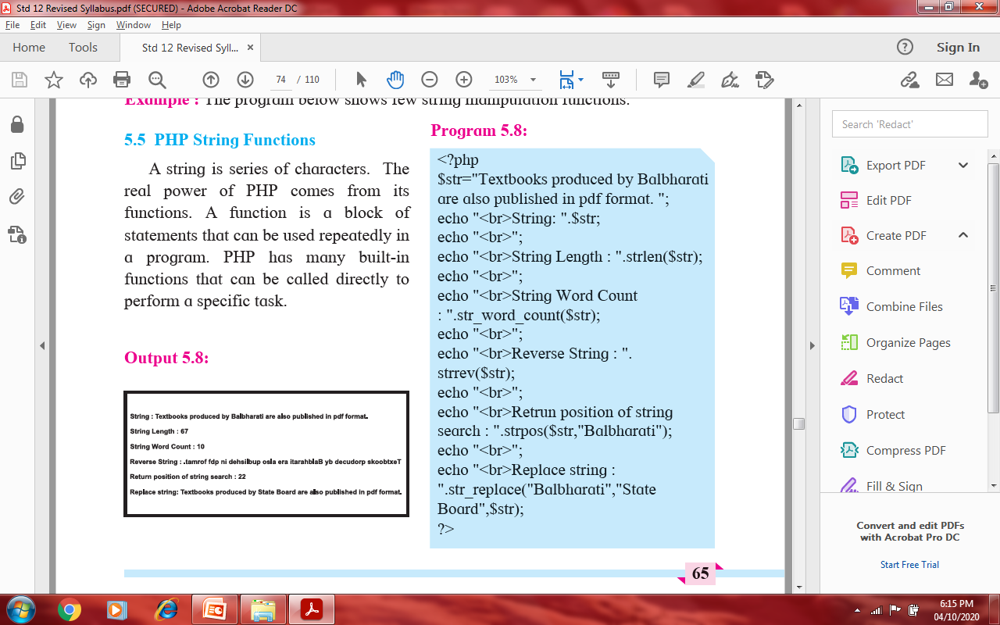 Std 12 Revised Syllabus.pdf (SECURED) - Adobe Acrobat Reader DC
File Edit View Sign Window Help
Home Tools Std 12 Revised Syll... × ? Sign In
74 / 110 103%
Example : The program below shows few string manipulation functions.
5.5 PHP String Functions
A string is series of characters. The
real power of PHP comes from its
functions. A function is a block of
statements that can be used repeatedly in
a program. PHP has many built-in
functions that can be called directly to
perform a specific task.
Output 5.8:
String : Textbooks produced by Balbharati are also published in pdf format.
String Length : 67
String Word Count : 10
Reverse String : .tamrof fdp ni dehsilbup osla era itarahblaB yb decudorp skoobtxeT
Return position of string search : 22
Replace string: Textbooks produced by State Board are also published in pdf format.
Program 5.8:
<?php
$str="Textbooks produced by Balbharati
are also published in pdf format. ";
echo "<br>String: ".$str;
echo "<br>";
echo "<br>String Length : ".strlen($str);
echo "<br>";
echo "<br>String Word Count
: ".str_word_count($str);
echo "<br>";
echo "<br>Reverse String : ".
strrev($str);
echo "<br>";
echo "<br>Retrun position of string
search : ".strpos($str,"Balbharati");
echo "<br>";
echo "<br>Replace string :
".str_replace("Balbharati","State
Board",$str);
?>
65
Search 'Redact'
Export PDF
Edit PDF
Create PDF
Comment
Combine Files
Organize Pages
Redact
Protect
Compress PDF
Fill & Sign
Convert and edit PDFs
with Acrobat Pro DC
Start Free Trial
6:15 PM
04/10/2020